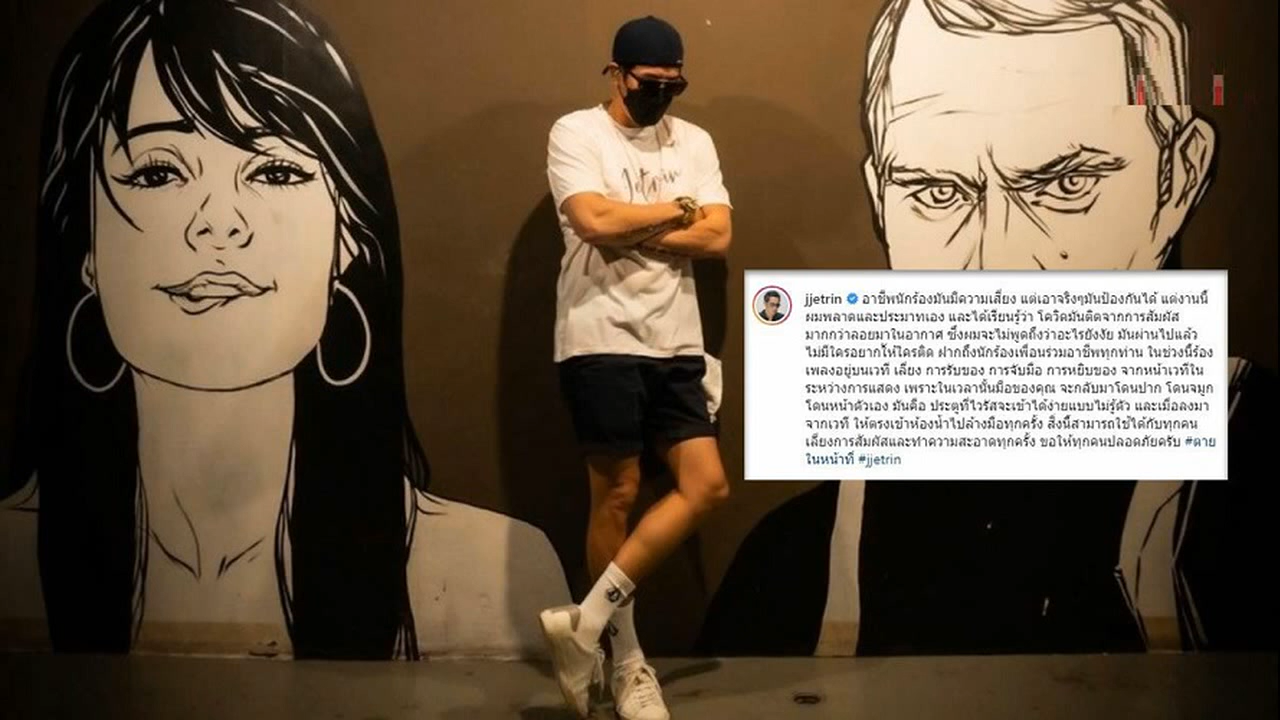 Jetrin
jjetrin อาชีพนักร้องมันมีความเสี่ยง แต่เอาจริงๆมันป้องกันได้ แต่งานนี้
ผมพลาดและประมาทเอง และได้เรียนรู้ว่า โควิดมันติดจากการสัมผัส
มากกว่าลอยมาในอากาศ ซึ่งผมจะไม่พูดถึงว่าอะไรยังงัย มันผ่านไปแล้ว
ไม่มีใครอยากให้ใครติด ฝากถึงนักร้องเพื่อนร่วมอาชีพทุกท่าน ในช่วงนี้ร้อง
เพลงอยู่บนเวที เลี่ยง การรับของ การจับมือ การหยิบของ จากหน้าเวทีใน
ระหว่างการแสดง เพราะในเวลานั้นมือของคุณ จะกลับมาโดนปาก โดนจมูก
โดนหน้าตัวเอง มันคือ ประตูที่ไวรัสจะเข้าได้ง่ายแบบไม่รู้ตัว และเมื่อลงมา
จากเวที ให้ตรงเข้าห้องน้ำไปล้างมือทุกครั้ง สิ่งนี้สามารถใช้ได้กับทุกคน
เลี่ยงการสัมผัสและทำความสะอาดทุกครั้ง ขอให้ทุกคนปลอดภัยครับ #ตาย
ในหน้าที่ #jjetrin